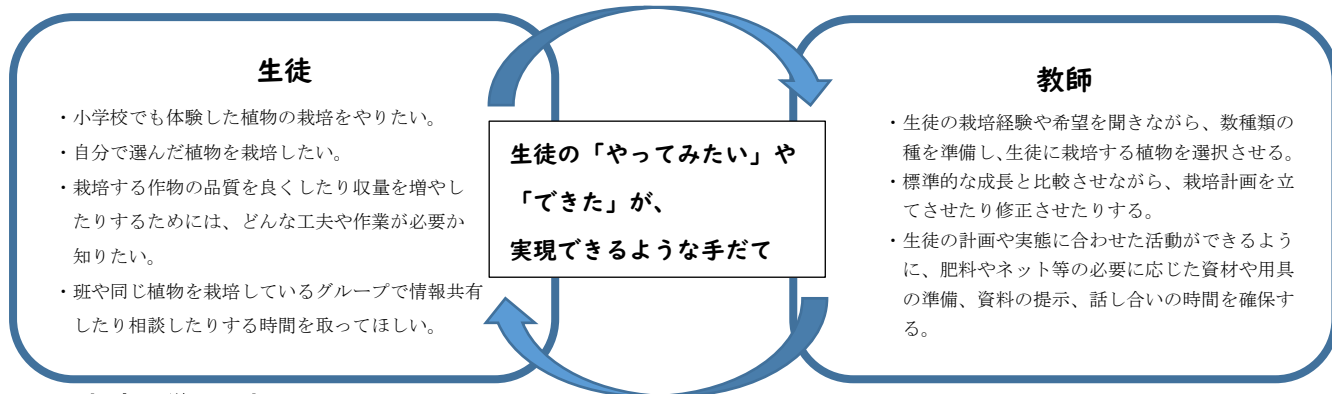 生徒
・小学校でも体験した植物の栽培をやりたい。
・自分で選んだ植物を栽培したい。
・栽培する作物の品質を良くしたり収量を増やし
たりするためには、どんな工夫や作業が必要か
知りたい。
・班や同じ植物を栽培しているグループで情報共有
したり相談したりする時間を取ってほしい。
生徒の「やってみたい」や
「できた」が、
実現できるような手だて
教師
・生徒の栽培経験や希望を聞きながら、数種類の
種を準備し、生徒に栽培する植物を選択させる。
・標準的な成長と比較させながら、栽培計画を立
てさせたり修正させたりする。
・生徒の計画や実態に合わせた活動ができるよう
に、肥料やネット等の必要に応じた資材や用具
の準備、資料の提示、話し合いの時間を確保す
る。